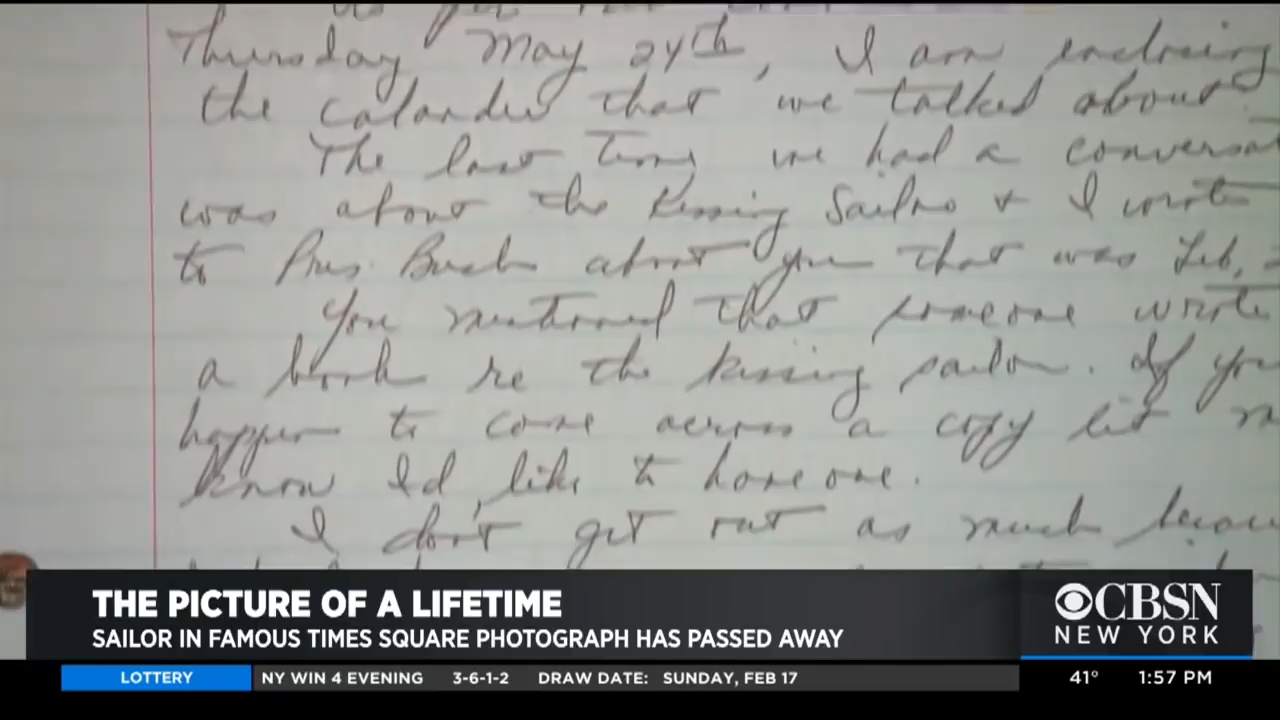 Thursday May 24th, I am enclosing
the calander that we talked about.
The last time we had a conversat
was about the Kissing Sailor & I wrote
to Pres. Bush about you that was Feb,
You mentioned that someone wrote
a book re the kissing sailor. If you
happen to come across a copy let m
know I'd like to have one.
I don't get out as much becau
THE PICTURE OF A LIFETIME
SAILOR IN FAMOUS TIMES SQUARE PHOTOGRAPH HAS PASSED AWAY
CBSN
NEW YORK
LOTTERY NY WIN 4 EVENING 3-6-1-2 DRAW DATE: SUNDAY, FEB 17 41° 1:57 PM